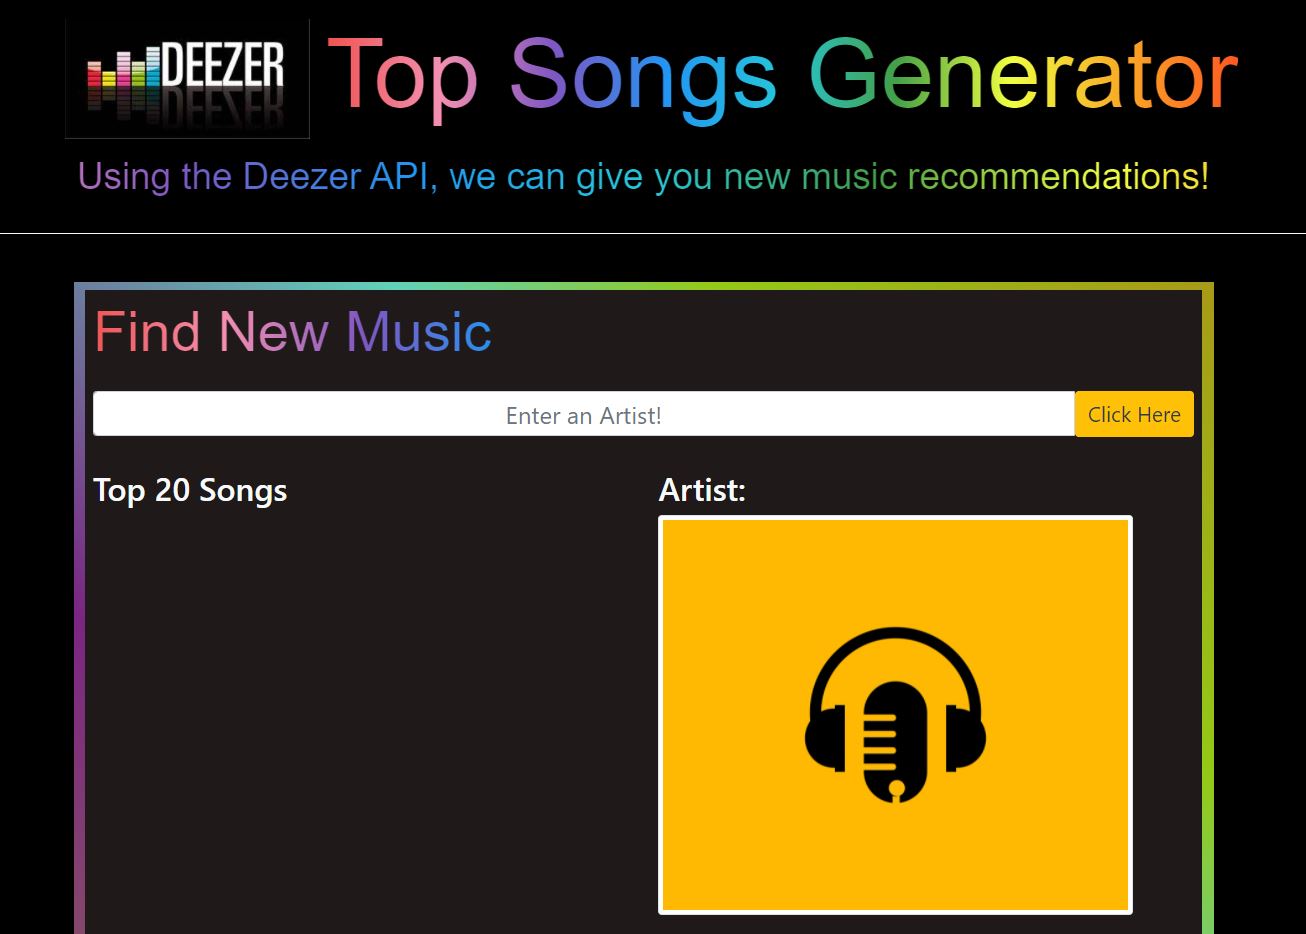 DEEZER Top Songs Generator
Using the Deezer API, we can give you new music recommendations!
Find New Music
Enter an Artist! Click Here
Top 20 Songs
Artist: